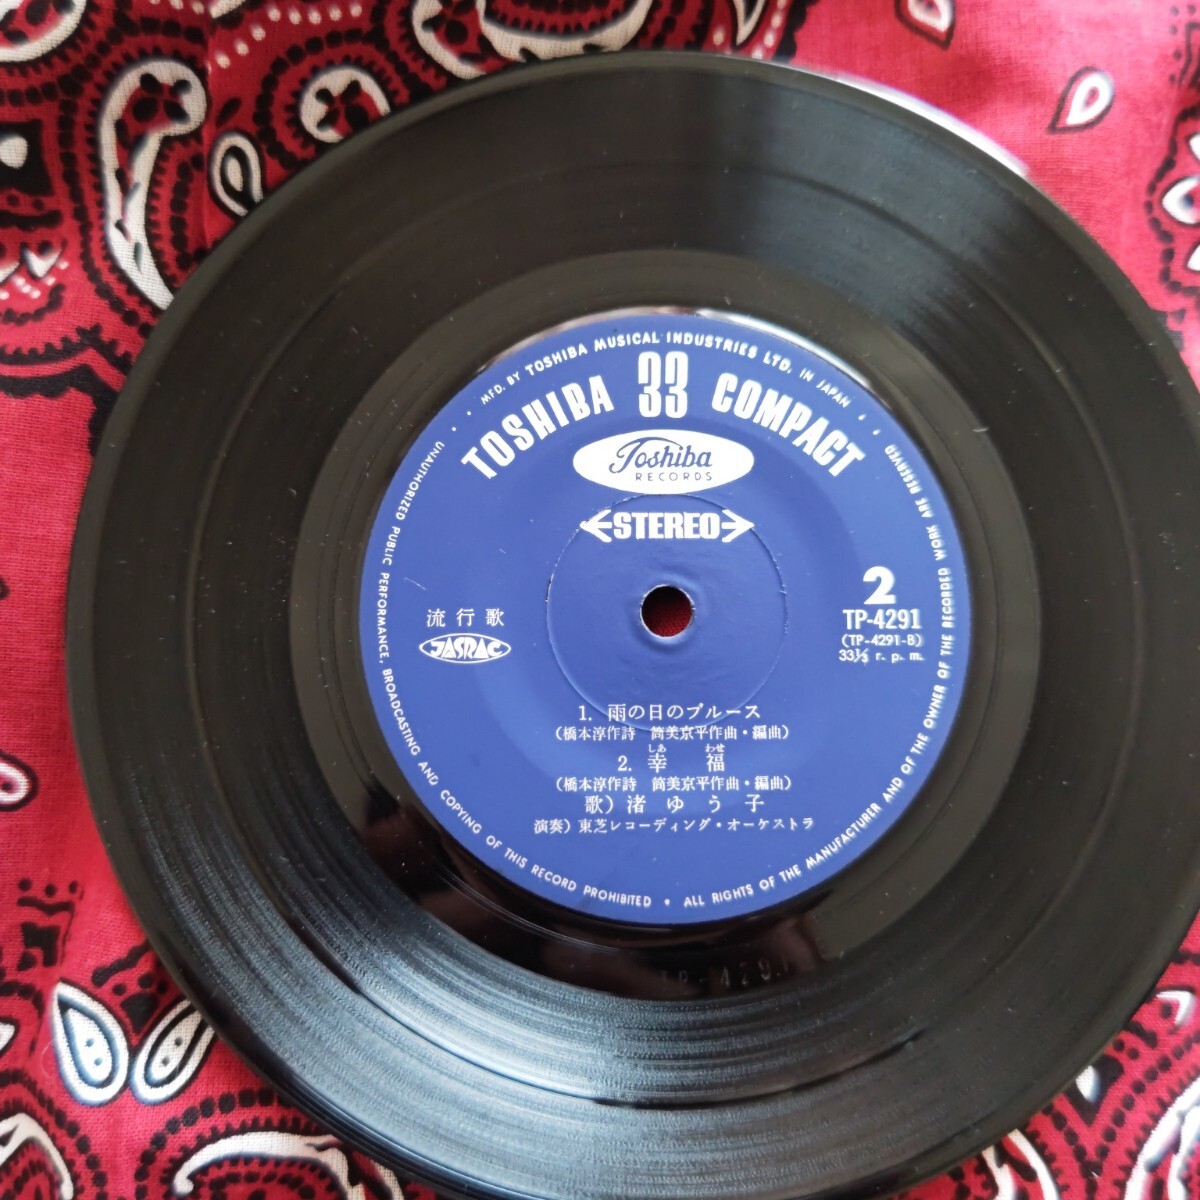 MFD. BY TOSHIBA MUSICAL INDUSTRIES LTD. IN JAPAN
TOSHIBA 33 COMPACT
Toshiba
RECORDS
STEREO
2
TP-4291
(TP-4291-B)
33⅓ r. p. m.
流行歌
JASRAC
1. 雨の日のブルース
(橋本淳作詩 筒美京平作曲・編曲)
しあ わせ
2. 幸 福
(橋本淳作詩 筒美京平作曲・編曲)
歌) 渚 ゆ う 子
演奏) 東芝レコーディング・オーケストラ
UNAUTHORIZED PUBLIC PERFORMANCE, BROADCASTING AND COPYING OF THIS RECORD PROHIBITED • ALL RIGHTS OF THE MANUFACTURER AND OF THE OWNER OF THE RECORDED WORK ARE RESERVED
TP-4291